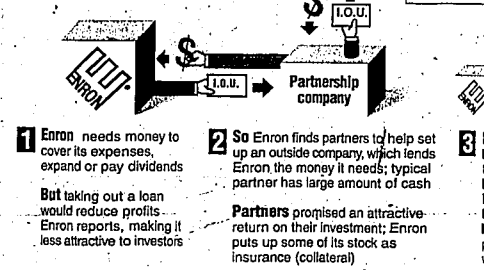 $
I.O.U.
$
ENRON
I.O.U.
Partnership
company
ENRON
1 Enron needs money to
cover its expenses,
expand or pay dividends
But taking out a loan
would reduce profits
Enron reports, making it
less attractive to investors
2 So Enron finds partners to help set
up an outside company, which lends
Enron the money it needs; typical
partner has large amount of cash
Partners promised an attractive
return on their investment; Enron
puts up some of its stock as
insurance (collateral)
3